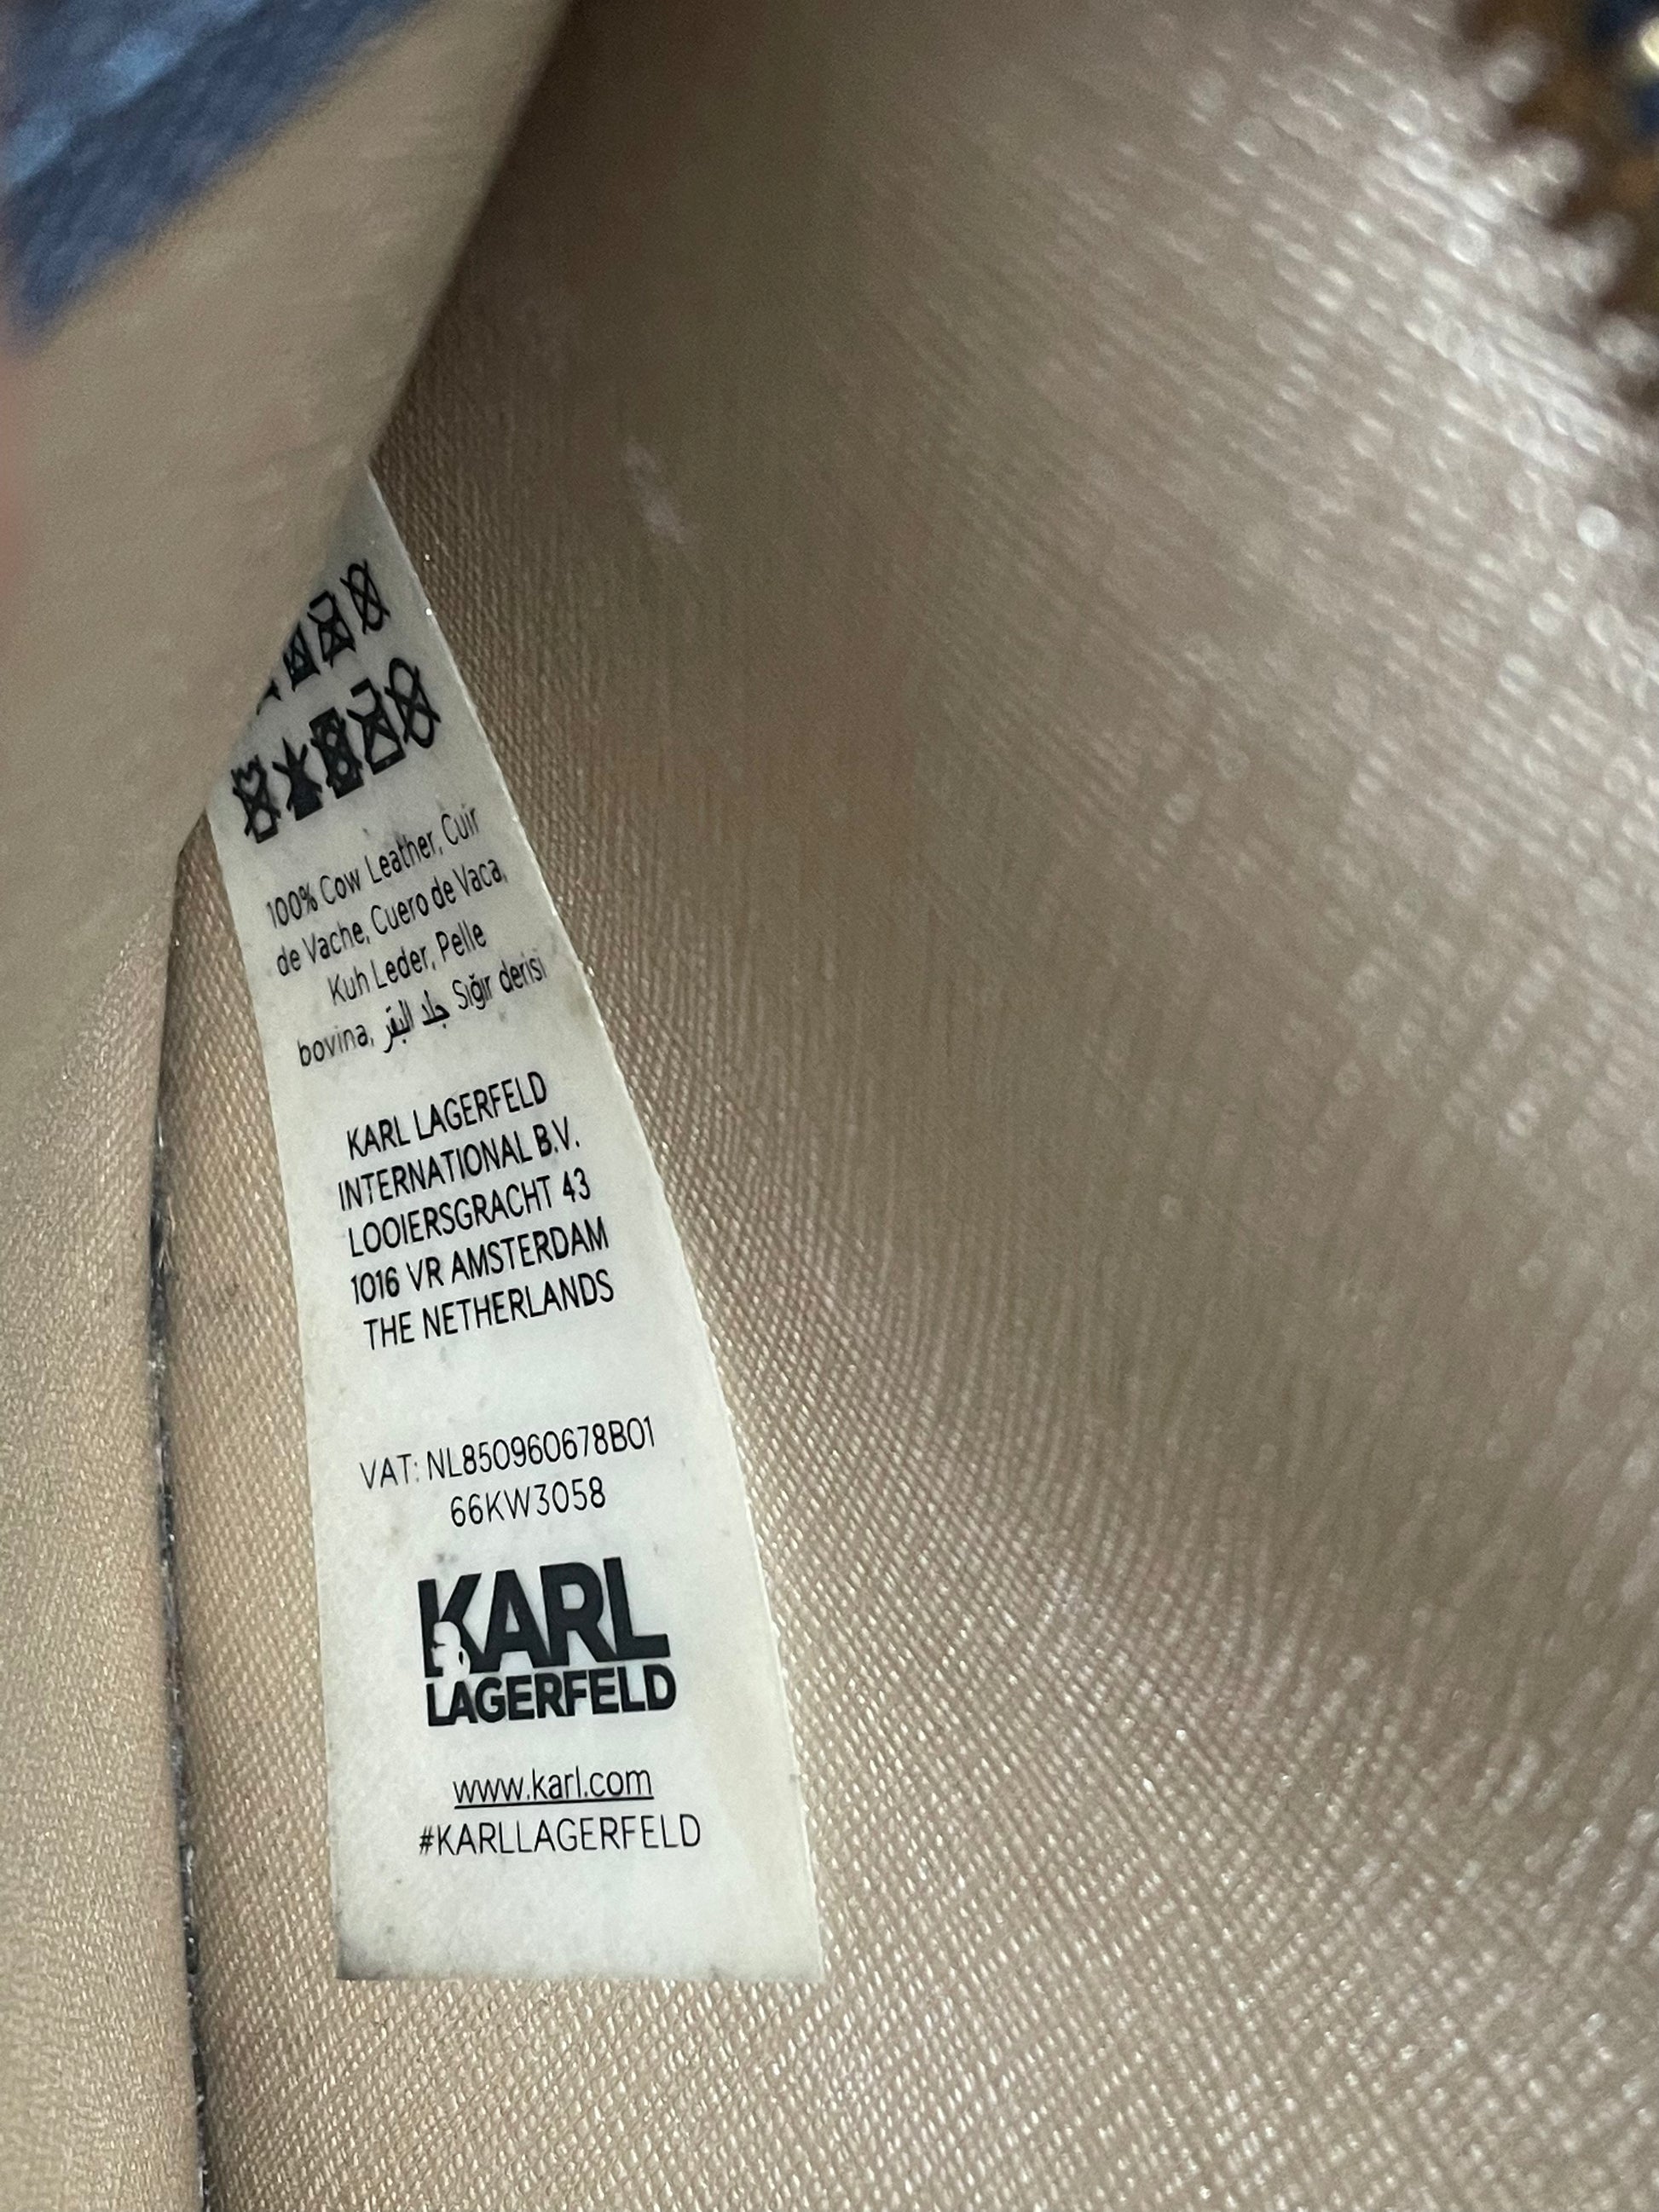 100% Cow Leather, Cuir
de Vache, Cuero de Vaca,
Kuh Leder, Pelle
bovina, جلد البقر Sığır derisi
KARL LAGERFELD
INTERNATIONAL B.V.
LOOIERSGRACHT 43
1016 VR AMSTERDAM
THE NETHERLANDS
VAT: NL850960678B01
66KW3058
KARL
LAGERFELD
www.karl.com
#KARLLAGERFELD